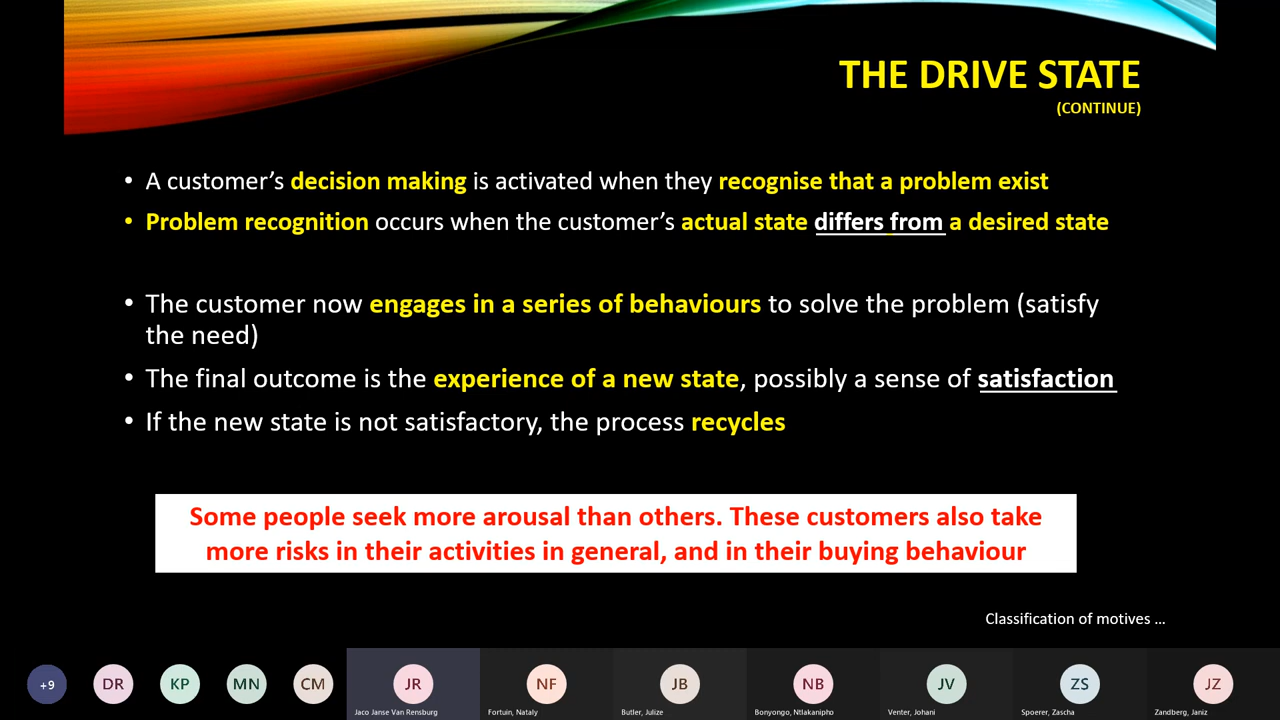 THE DRIVE STATE
(CONTINUE)
• A customer's decision making is activated when they recognise that a problem exist
• Problem recognition occurs when the customer's actual state differs from a desired state
• The customer now engages in a series of behaviours to solve the problem (satisfy
the need)
• The final outcome is the experience of a new state, possibly a sense of satisfaction
• If the new state is not satisfactory, the process recycles
Some people seek more arousal than others. These customers also take
more risks in their activities in general, and in their buying behaviour
Classification of motives ...
+9 DR KP MN CM JR NF JB NB JV ZS JZ
Jaco Janse Van Rensburg Fortuin, Nataly Butler, Julize Bonyongo, Ntlakanipho Venter, Johani Spoerer, Zascha Zandberg, Janiz